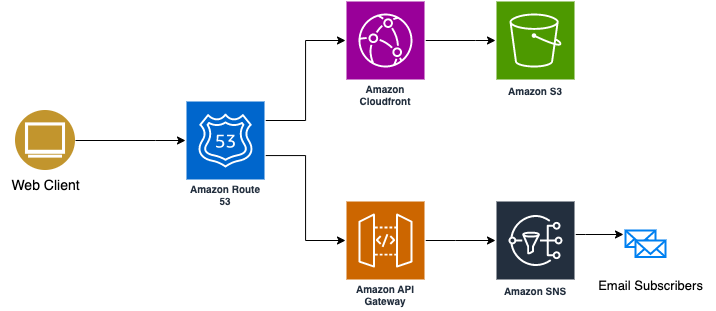 Amazon
Cloudfront
Amazon S3
53
Web Client
Amazon Route
53
</>
Amazon API
Gateway
Amazon SNS
Email Subscribers